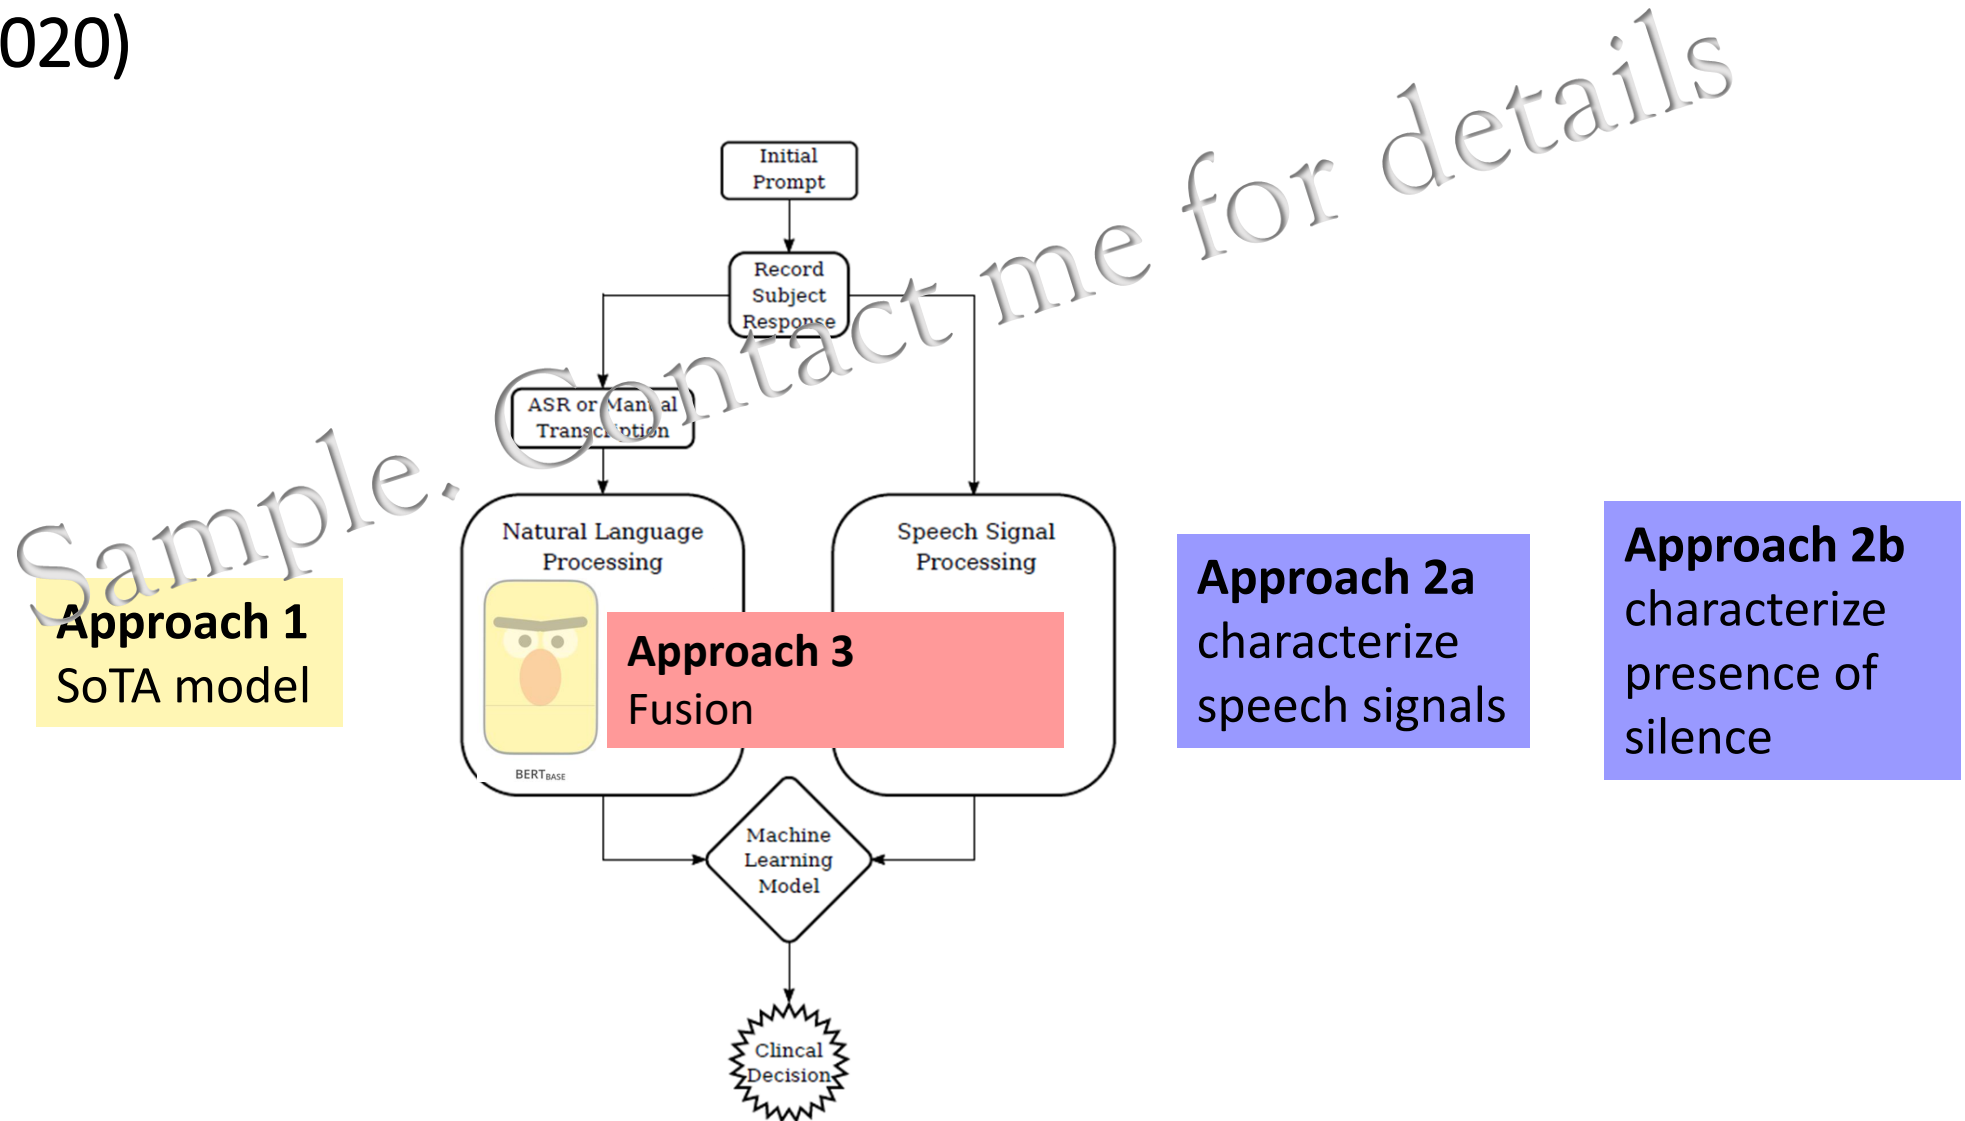 020)
Sample. Contact me for details
Initial
Prompt
Record
Subject
Response
ASR or Manual
Transcription
Natural Language
Processing
Speech Signal
Processing
Approach 1
SoTA model
BERTBASE
Approach 3
Fusion
Approach 2a
characterize
speech signals
Approach 2b
characterize
presence of
silence
Machine
Learning
Model
Clincal
Decision